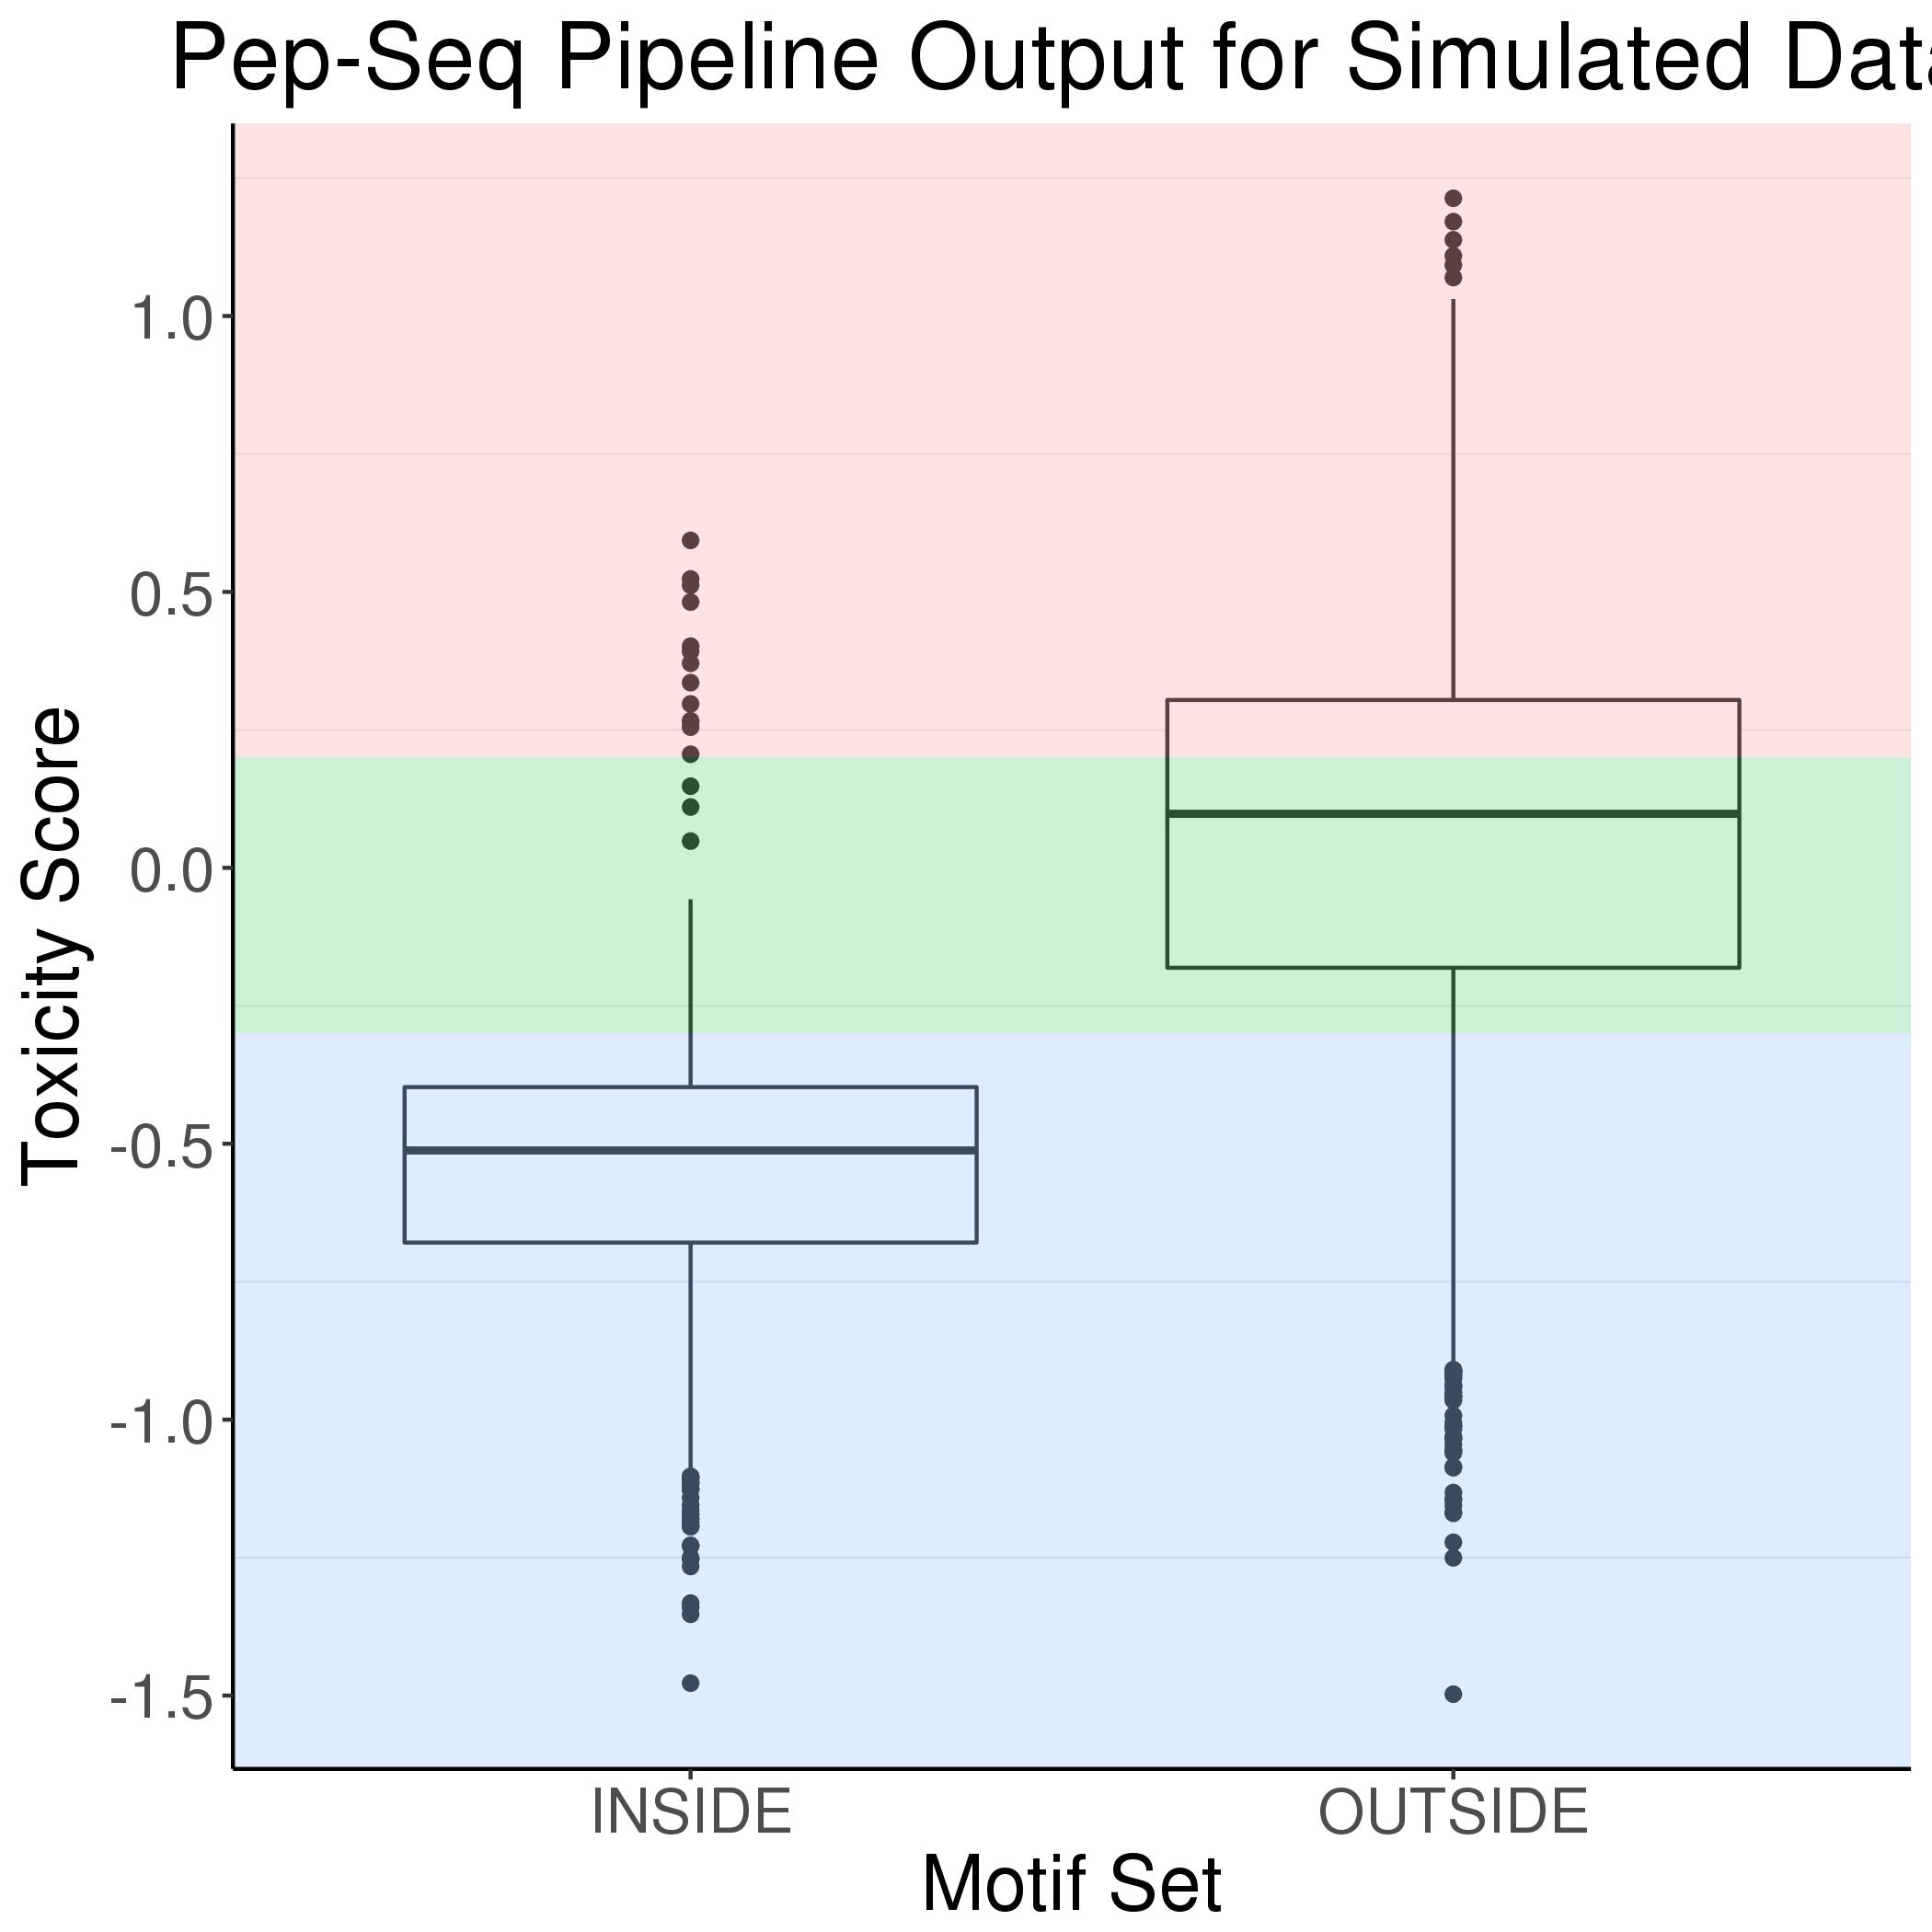 Pep-Seq Pipeline Output for Simulated Data
Toxicity Score
1.0
0.5
0.0
-0.5
-1.0
-1.5
INSIDE
OUTSIDE
Motif Set